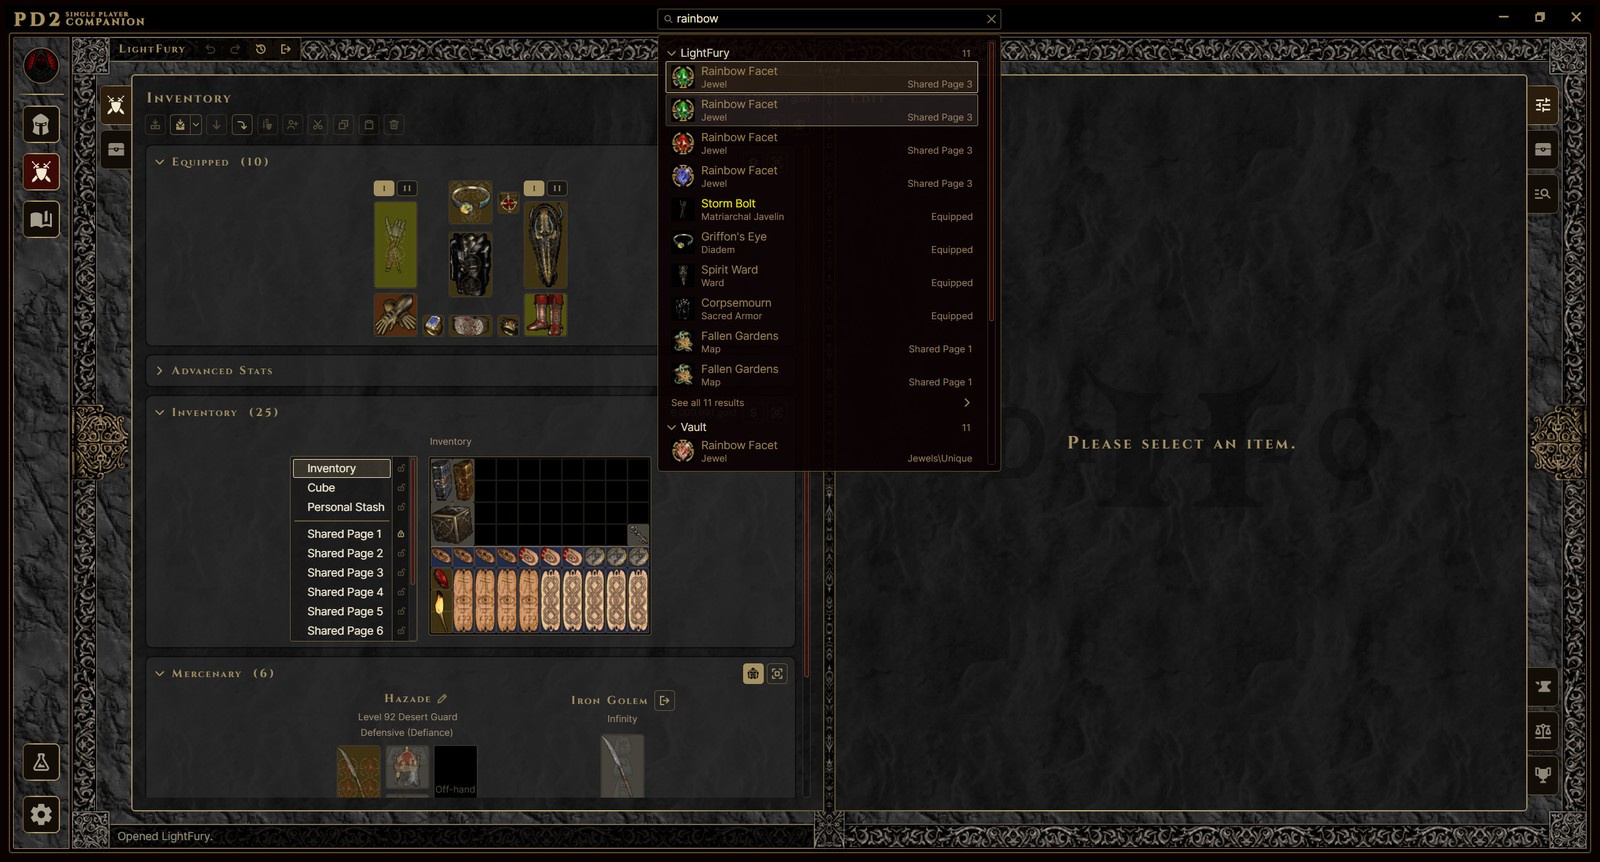 PD2 SINGLE PLAYER COMPANION
rainbow
LightFury
Inventory
Equipped (10)
I II
I II
Advanced Stats
Inventory (25)
Inventory
Inventory
Cube
Personal Stash
Shared Page 1
Shared Page 2
Shared Page 3
Shared Page 4
Shared Page 5
Shared Page 6
Mercenary (6)
Hazade
Level 92 Desert Guard
Defensive (Defiance)
Off-hand
Iron Golem
Infinity
LightFury 11
Rainbow Facet
Jewel Shared Page 3
Rainbow Facet
Jewel Shared Page 3
Rainbow Facet
Jewel Shared Page 3
Rainbow Facet
Jewel Shared Page 3
Storm Bolt
Matriarchal Javelin Equipped
Griffon's Eye
Diadem Equipped
Spirit Ward
Ward Equipped
Corpsemourn
Sacred Armor Equipped
Fallen Gardens
Map Shared Page 1
Fallen Gardens
Map Shared Page 1
See all 11 results
Vault 11
Rainbow Facet
Jewel Jewels\Unique
Please select an item.
Opened LightFury.